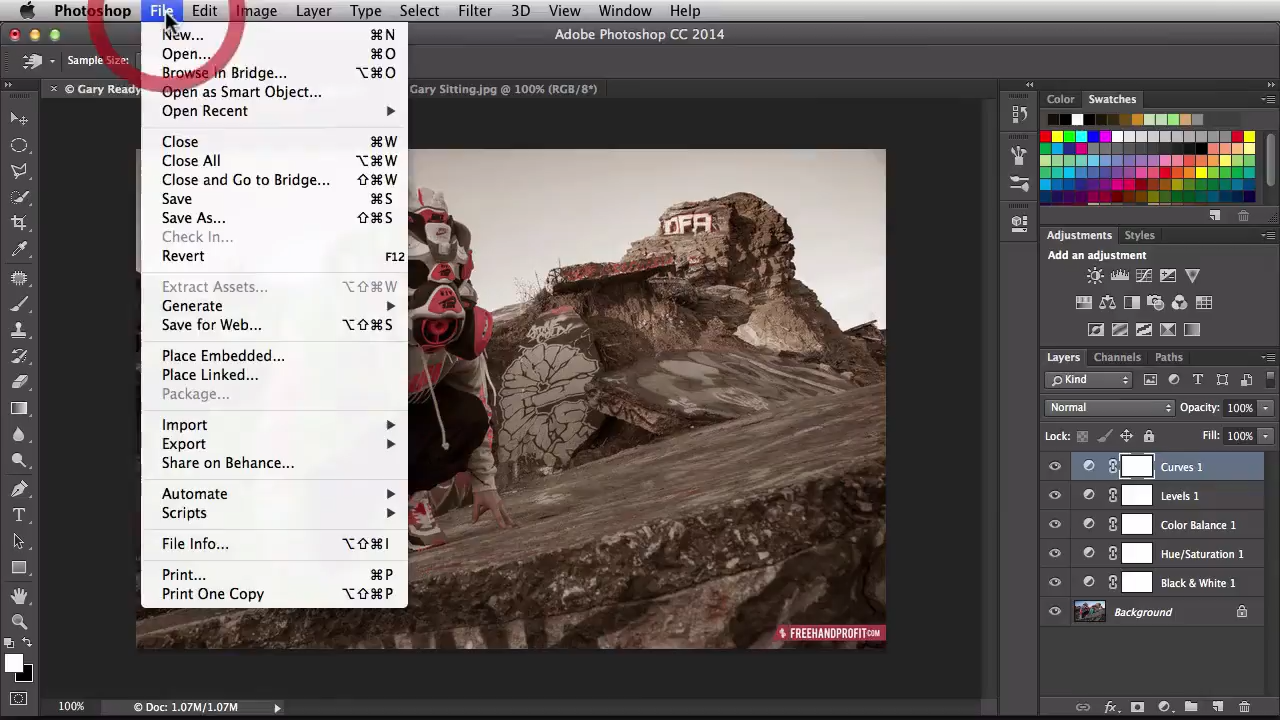 Photoshop File Edit Image Layer Type Select Filter 3D View Window Help
Adobe Photoshop CC 2014
Sample Size:
© Gary Ready
Gary Sitting.jpg @ 100% (RGB/8*)
New... ⌘N
Open... ⌘O
Browse in Bridge... ⌥⌘O
Open as Smart Object...
Open Recent
Close ⌘W
Close All ⌥⌘W
Close and Go to Bridge... ⇧⌘W
Save ⌘S
Save As... ⇧⌘S
Check In...
Revert F12
Extract Assets... ⌥⇧⌘W
Generate
Save for Web... ⌥⇧⌘S
Place Embedded...
Place Linked...
Package...
Import
Export
Share on Behance...
Automate
Scripts
File Info... ⌥⇧⌘I
Print... ⌘P
Print One Copy ⌥⇧⌘P
DFA
FREEHANDPROFIT.COM
Color Swatches
Adjustments Styles
Add an adjustment
Layers Channels Paths
Kind
Normal Opacity: 100%
Lock: Fill: 100%
Curves 1
Levels 1
Color Balance 1
Hue/Saturation 1
Black & White 1
Background
100% © Doc: 1.07M/1.07M